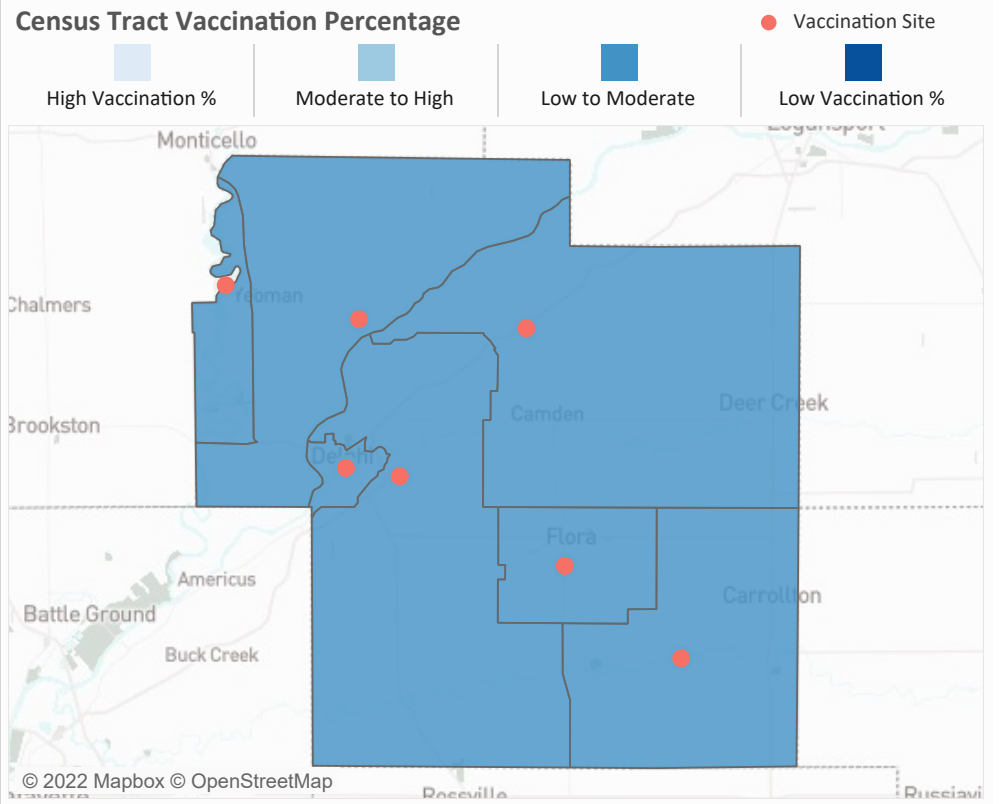 Census Tract Vaccination Percentage
Vaccination Site
High Vaccination %
Moderate to High
Low to Moderate
Low Vaccination %
Monticello
Logansport
Yeoman
Chalmers
Deer Creek
Camden
Brookston
Delphi
Flora
Americus
Carrollton
Battle Ground
Buck Creek
© 2022 Mapbox © OpenStreetMap
Rossville